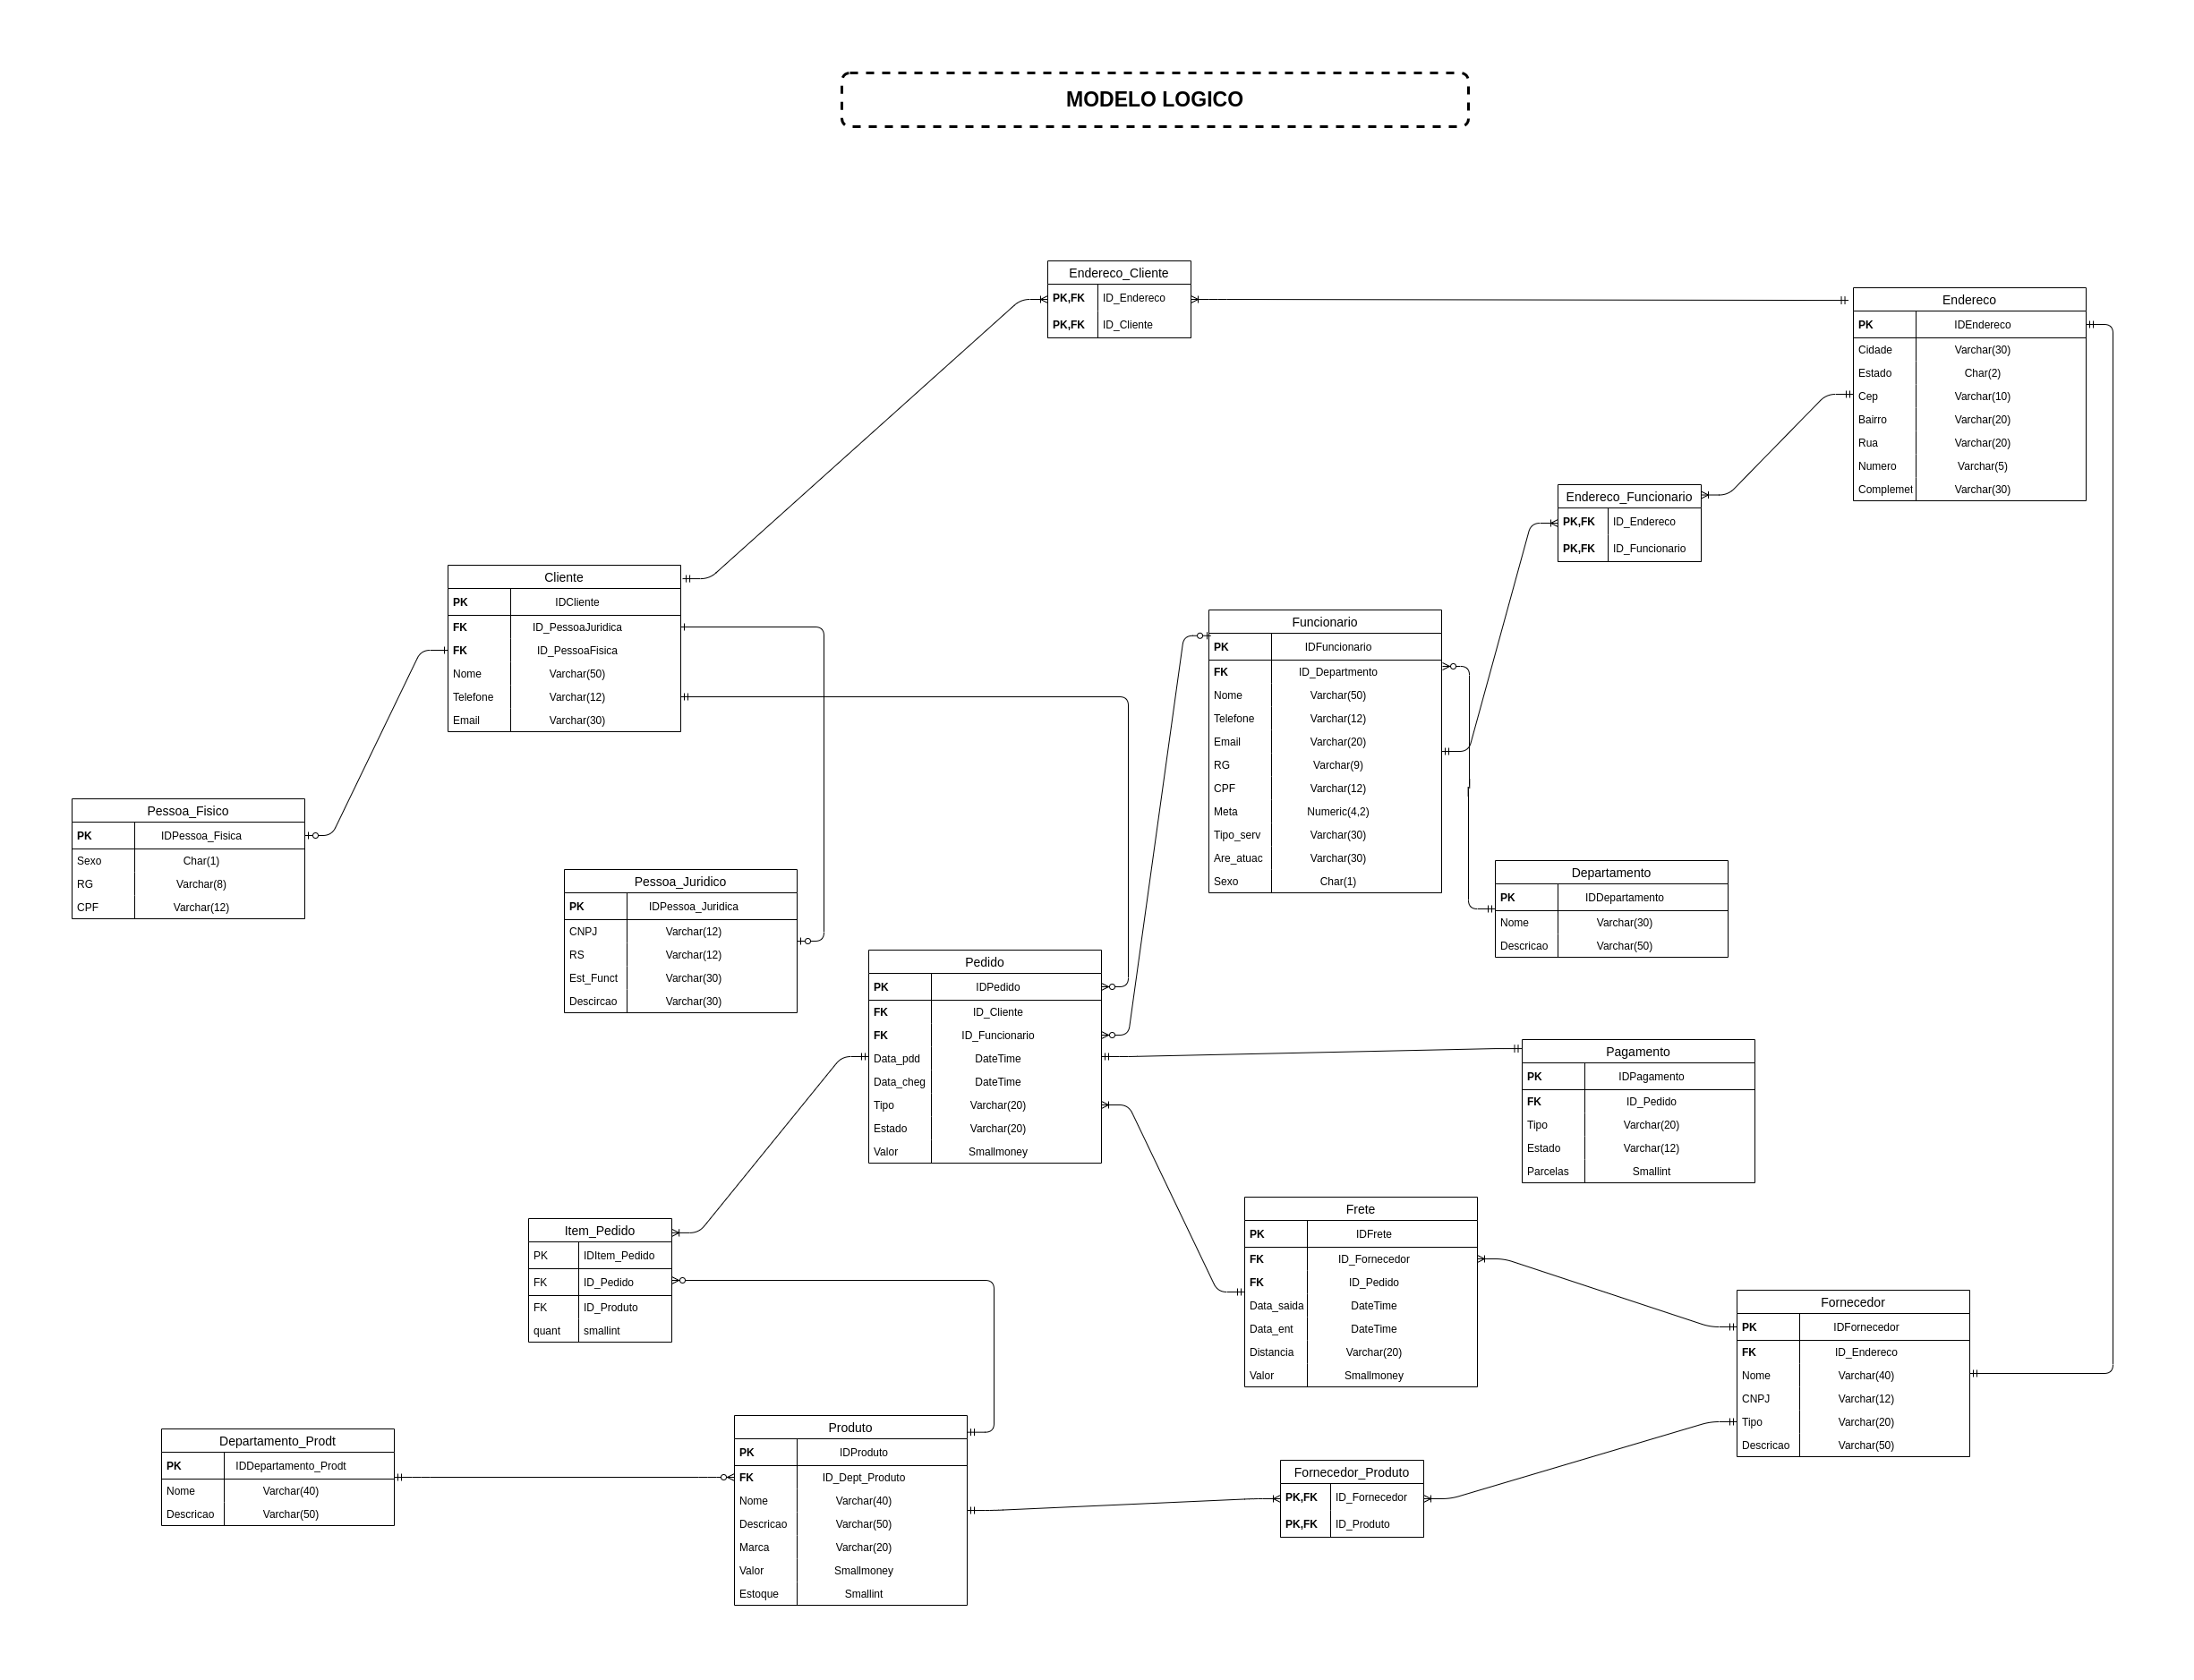 MODELO LOGICO
Endereco_Cliente
PK,FK ID_Endereco
PK,FK ID_Cliente
Endereco
PK IDEndereco
Cidade Varchar(30)
Estado Char(2)
Cep Varchar(10)
Bairro Varchar(20)
Rua Varchar(20)
Numero Varchar(5)
Complemet Varchar(30)
Endereco_Funcionario
PK,FK ID_Endereco
PK,FK ID_Funcionario
Cliente
PK IDCliente
FK ID_PessoaJuridica
FK ID_PessoaFisica
Nome Varchar(50)
Telefone Varchar(12)
Email Varchar(30)
Funcionario
PK IDFuncionario
FK ID_Departmento
Nome Varchar(50)
Telefone Varchar(12)
Email Varchar(20)
RG Varchar(9)
CPF Varchar(12)
Meta Numeric(4,2)
Tipo_serv Varchar(30)
Are_atuac Varchar(30)
Sexo Char(1)
Pessoa_Fisico
PK IDPessoa_Fisica
Sexo Char(1)
RG Varchar(8)
CPF Varchar(12)
Pessoa_Juridico
PK IDPessoa_Juridica
CNPJ Varchar(12)
RS Varchar(12)
Est_Funct Varchar(30)
Descircao Varchar(30)
Departamento
PK IDDepartamento
Nome Varchar(30)
Descricao Varchar(50)
Pedido
PK IDPedido
FK ID_Cliente
FK ID_Funcionario
Data_pdd DateTime
Data_cheg DateTime
Tipo Varchar(20)
Estado Varchar(20)
Valor Smallmoney
Pagamento
PK IDPagamento
FK ID_Pedido
Tipo Varchar(20)
Estado Varchar(12)
Parcelas Smallint
Frete
PK IDFrete
FK ID_Fornecedor
FK ID_Pedido
Data_saida DateTime
Data_ent DateTime
Distancia Varchar(20)
Valor Smallmoney
Item_Pedido
PK IDItem_Pedido
FK ID_Pedido
FK ID_Produto
quant smallint
Fornecedor
PK IDFornecedor
FK ID_Endereco
Nome Varchar(40)
CNPJ Varchar(12)
Tipo Varchar(20)
Descricao Varchar(50)
Departamento_Prodt
PK IDDepartamento_Prodt
Nome Varchar(40)
Descricao Varchar(50)
Produto
PK IDProduto
FK ID_Dept_Produto
Nome Varchar(40)
Descricao Varchar(50)
Marca Varchar(20)
Valor Smallmoney
Estoque Smallint
Fornecedor_Produto
PK,FK ID_Fornecedor
PK,FK ID_Produto